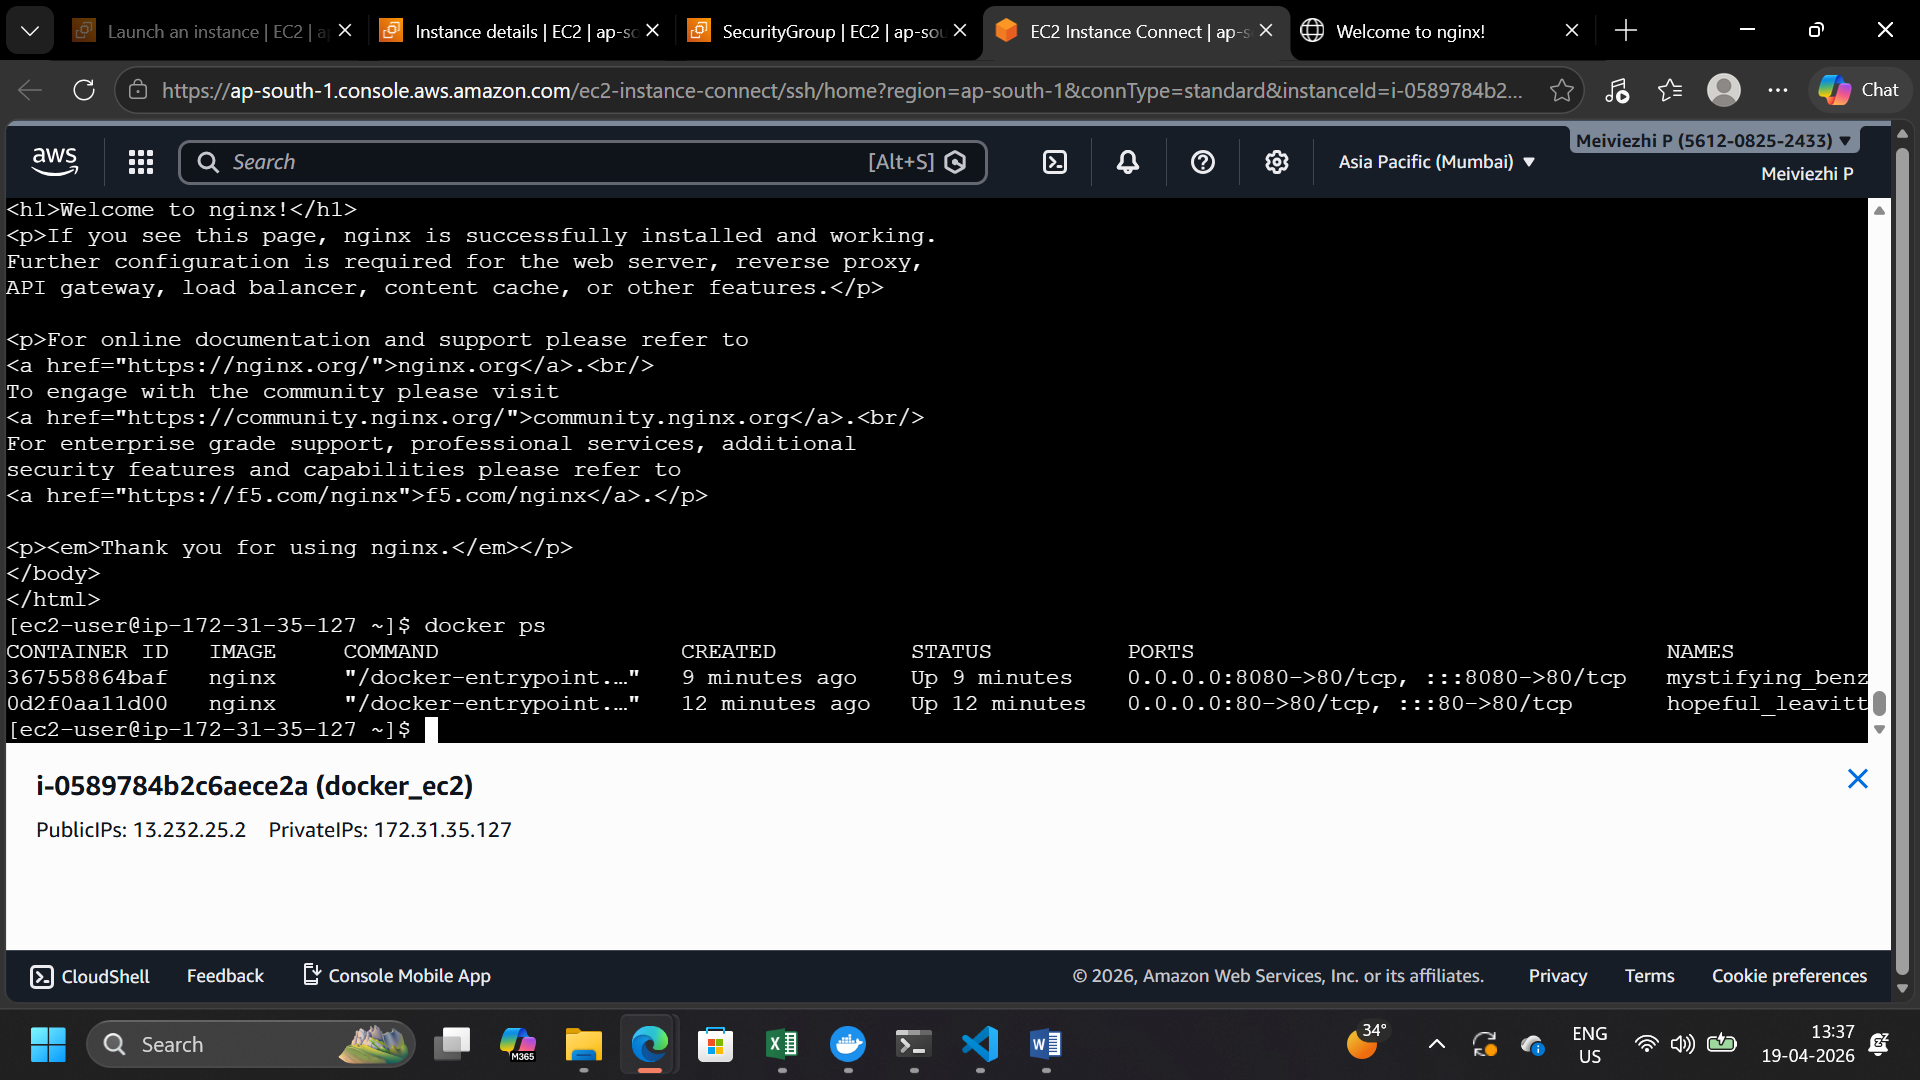 Launch an instance | EC2 | a
Instance details | EC2 | ap-so
SecurityGroup | EC2 | ap-sou
EC2 Instance Connect | ap-s
Welcome to nginx!
https://ap-south-1.console.aws.amazon.com/ec2-instance-connect/ssh/home?region=ap-south-1&connType=standard&instanceId=i-0589784b2...
Chat
aws
Search
[Alt+S]
Asia Pacific (Mumbai)
Meiviezhi P (5612-0825-2433)
Meiviezhi P
<h1>Welcome to nginx!</h1>
<p>If you see this page, nginx is successfully installed and working.
Further configuration is required for the web server, reverse proxy,
API gateway, load balancer, content cache, or other features.</p>
<p>For online documentation and support please refer to
<a href="https://nginx.org/">nginx.org</a>.<br/>
To engage with the community please visit
<a href="https://community.nginx.org/">community.nginx.org</a>.<br/>
For enterprise grade support, professional services, additional
security features and capabilities please refer to
<a href="https://f5.com/nginx">f5.com/nginx</a>.</p>
<p><em>Thank you for using nginx.</em></p>
</body>
</html>
[ec2-user@ip-172-31-35-127 ~]$ docker ps
CONTAINER ID IMAGE COMMAND CREATED STATUS PORTS NAMES
367558864baf nginx "/docker-entrypoint.…" 9 minutes ago Up 9 minutes 0.0.0.0:8080->80/tcp, :::8080->80/tcp mystifying_benz
0d2f0aa11d00 nginx "/docker-entrypoint.…" 12 minutes ago Up 12 minutes 0.0.0.0:80->80/tcp, :::80->80/tcp hopeful_leavitt
[ec2-user@ip-172-31-35-127 ~]$
i-0589784b2c6aece2a (docker_ec2)
PublicIPs: 13.232.25.2 PrivateIPs: 172.31.35.127
CloudShell
Feedback
Console Mobile App
© 2026, Amazon Web Services, Inc. or its affiliates.
Privacy
Terms
Cookie preferences
Search
M365
34°
ENG
US
13:37
19-04-2026